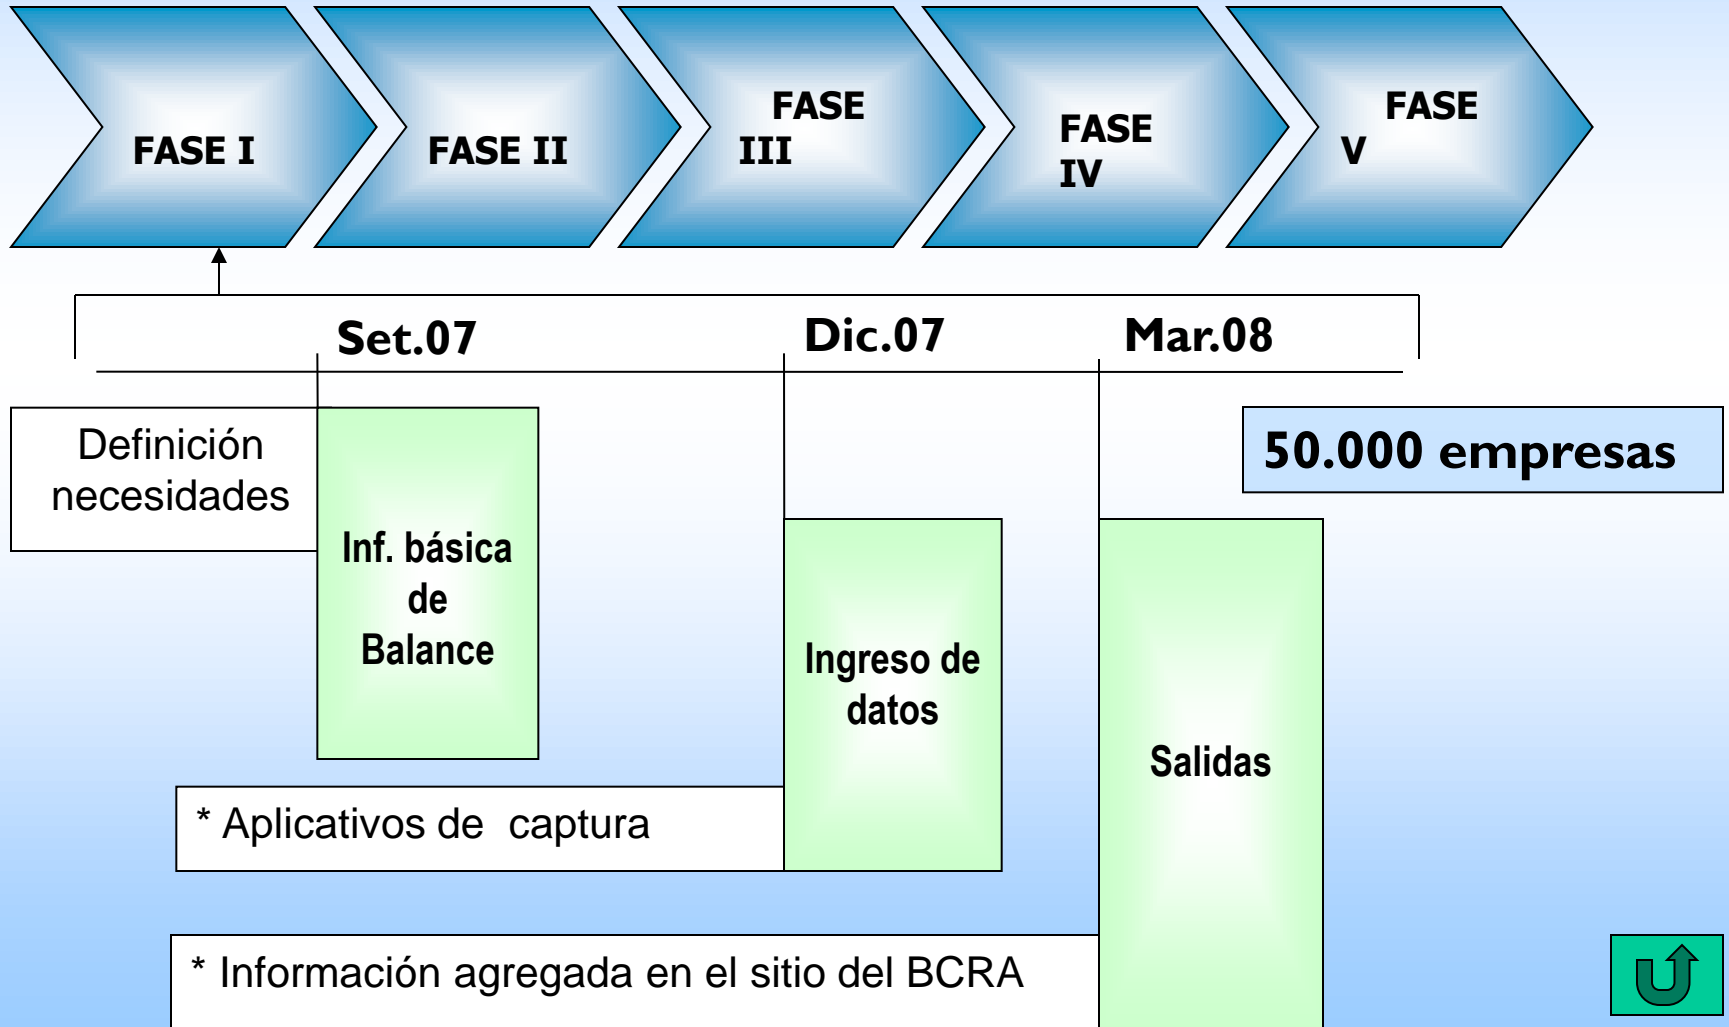 FASE I
FASE II
FASE
III
FASE
IV
FASE
V
Set.07
Dic.07
Mar.08
Definición
necesidades
50.000 empresas
Inf. básica
de
Balance
Ingreso de
datos
Salidas
* Aplicativos de  captura
* Información agregada en el sitio del BCRA